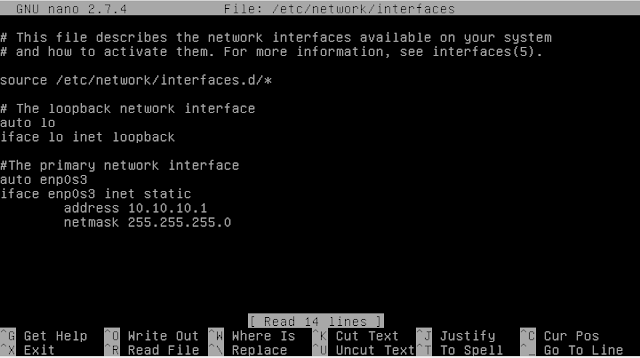 GNU nano 2.7.4 File: /etc/network/interfaces
# This file describes the network interfaces available on your system
# and how to activate them. For more information, see interfaces(5).
source /etc/network/interfaces.d/*
# The loopback network interface
auto lo
iface lo inet loopback
#The primary network interface
auto enp0s3
iface enp0s3 inet static
address 10.10.10.1
netmask 255.255.255.0
[ Read 14 lines ]
^G Get Help ^O Write Out ^W Where Is ^K Cut Text ^J Justify ^C Cur Pos
^X Exit ^R Read File ^\ Replace ^U Uncut Text ^T To Spell ^_ Go To Line